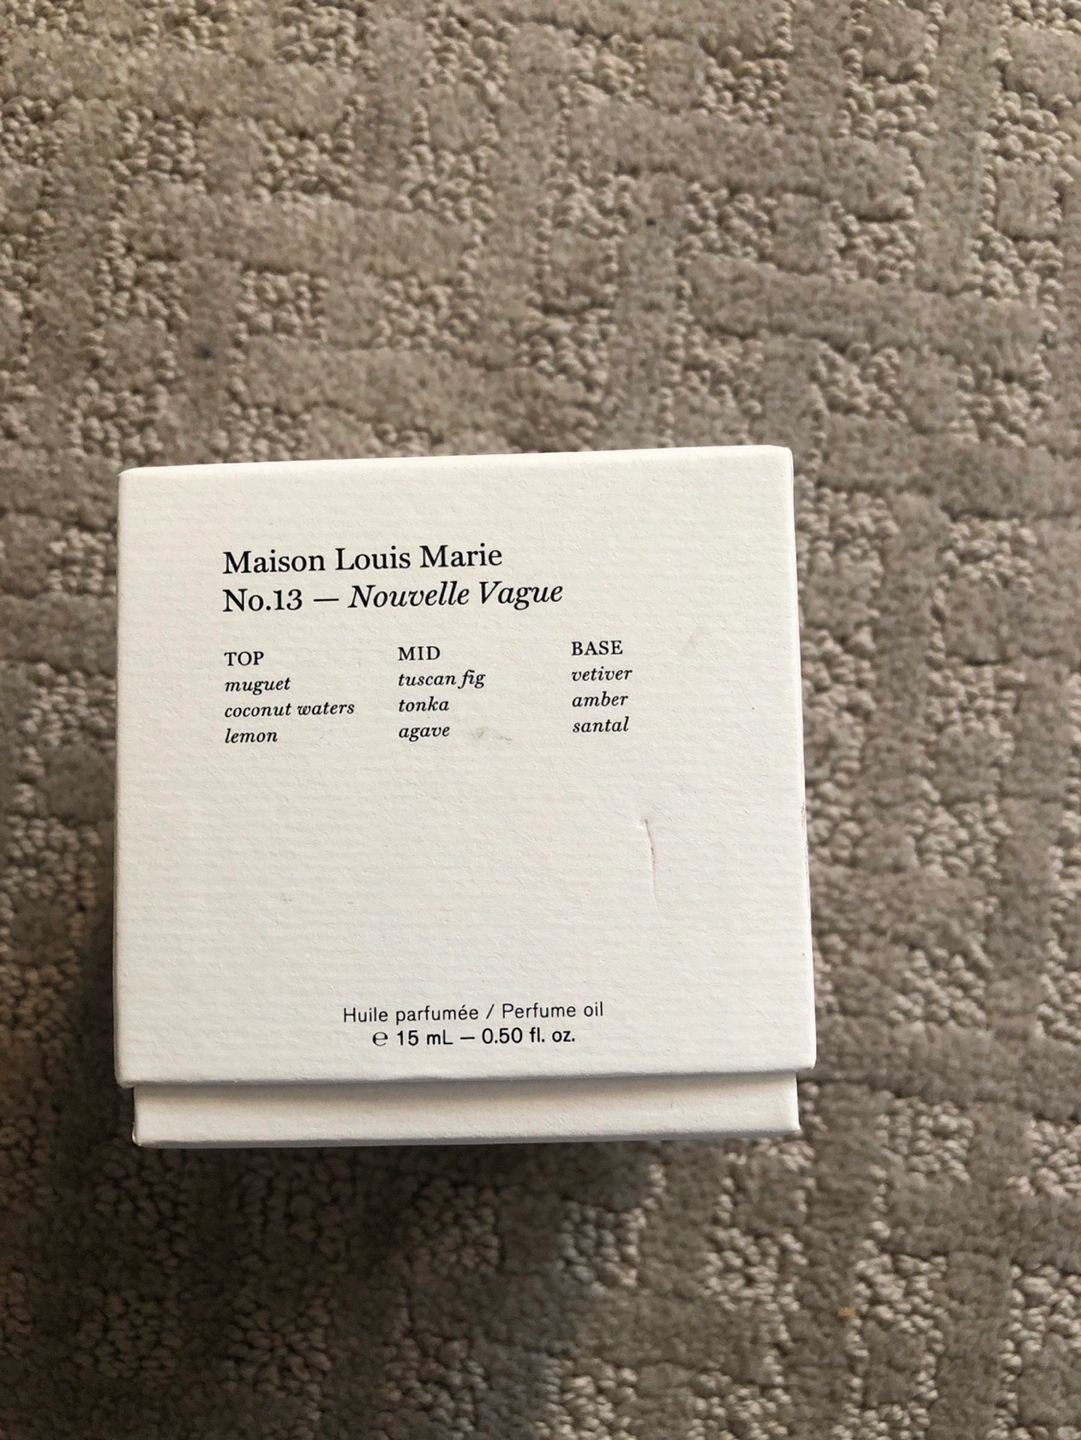 Maison Louis Marie
No.13 — Nouvelle Vague
TOP
muguet
coconut waters
lemon
MID
tuscan fig
tonka
agave
BASE
vetiver
amber
santal
Huile parfumée / Perfume oil
℮ 15 mL — 0.50 fl. oz.